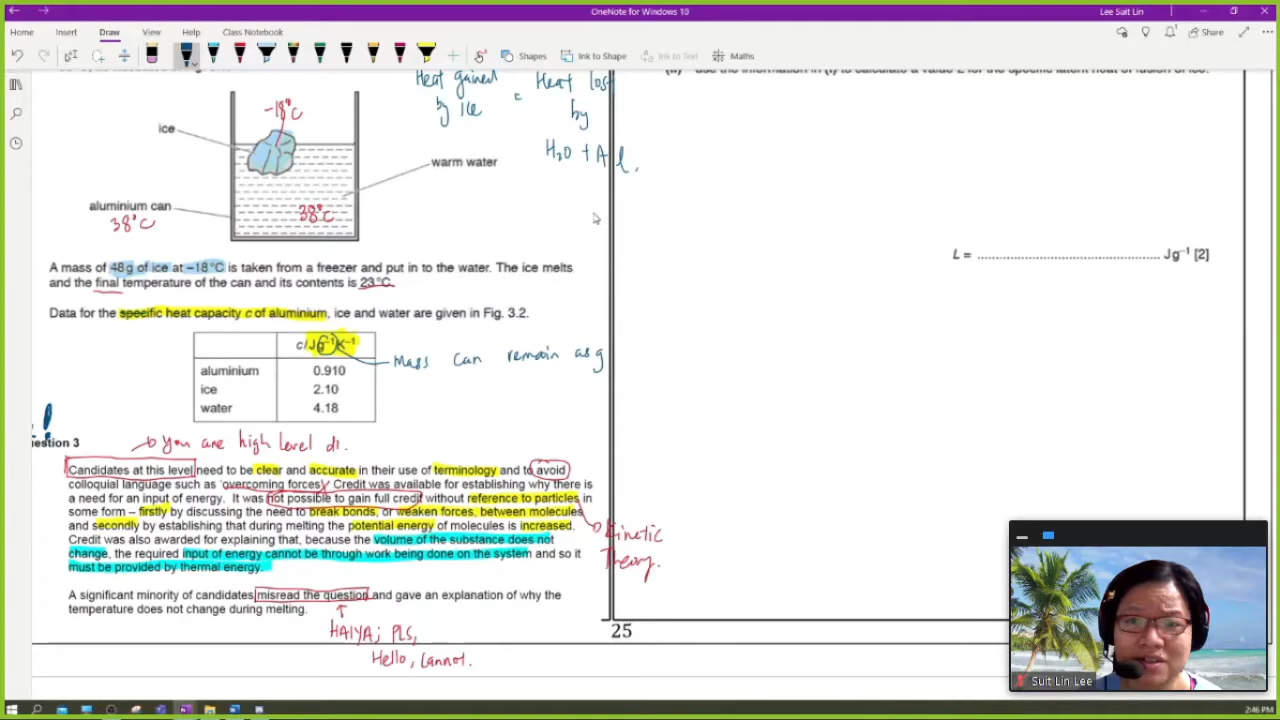 OneNote for Windows 10
Lee Suit Lin
Home Insert Draw View Help Class Notebook
Share
Shapes Ink to Shape Ink to Text Maths
Heat gained by ice = Heat lost by H₂O + Al.
-18°C
ice
warm water
aluminium can
38°C
38°C
A mass of 48g of ice at −18°C is taken from a freezer and put in to the water. The ice melts
and the final temperature of the can and its contents is 23°C.
Data for the specific heat capacity c of aluminium, ice and water are given in Fig. 3.2.
c/Jg⁻¹K⁻¹
aluminium 0.910
ice 2.10
water 4.18
Mass can remain as g
!
estion 3
You are high level dr.
Candidates at this level need to be clear and accurate in their use of terminology and to avoid
colloquial language such as 'overcoming forces'. Credit was available for establishing why there is
a need for an input of energy. It was not possible to gain full credit without reference to particles in
some form – firstly by discussing the need to break bonds, or weaken forces, between molecules
and secondly by establishing that during melting the potential energy of molecules is increased.
Credit was also awarded for explaining that, because the volume of the substance does not
change, the required input of energy cannot be through work being done on the system and so it
must be provided by thermal energy.
Kinetic
Theory.
A significant minority of candidates misread the question and gave an explanation of why the
temperature does not change during melting.
HAIYA; PLS,
Hello, Cannot.
(ii) use the information in (i) to calculate a value L for the specific latent heat of fusion of ice.
L = ............................................... Jg⁻¹ [2]
25
Suit Lin Lee
2:46 PM